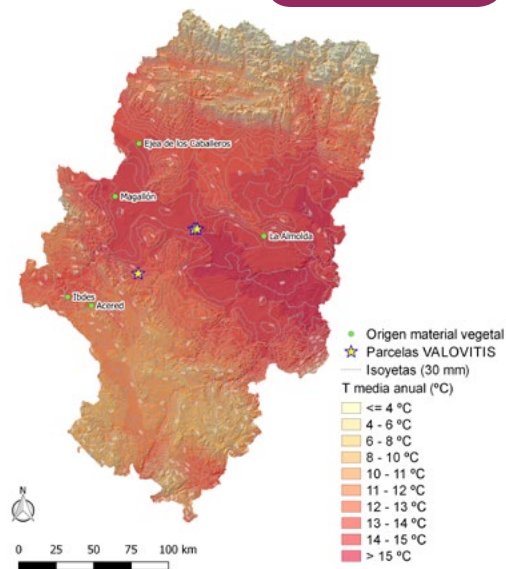 Ejea de los Caballeros
Magallón
La Almolda
Ibdes
Acered
Origen material vegetal
Parcelas VALOVITIS
Isoyetas (30 mm)
T media anual (ºC)
<= 4 ºC
4 - 6 ºC
6 - 8 ºC
8 - 10 ºC
10 - 11 ºC
11 - 12 ºC
12 - 13 ºC
13 - 14 ºC
14 - 15 ºC
> 15 ºC
N
0 25 50 75 100 km